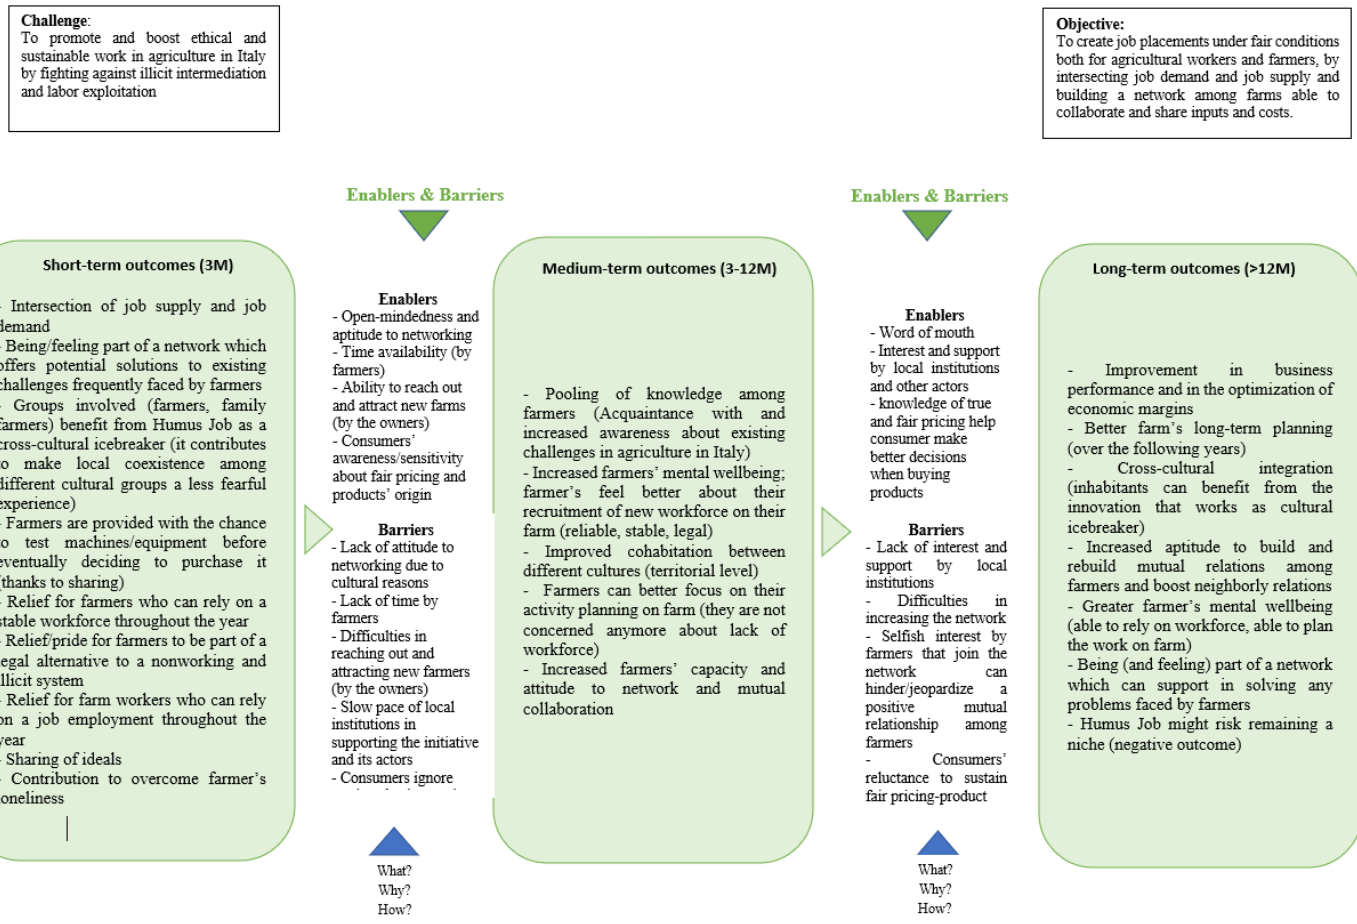 Challenge:
To promote and boost ethical and
sustainable work in agriculture in Italy
by fighting against illicit intermediation
and labor exploitation
Objective:
To create job placements under fair conditions
both for agricultural workers and farmers, by
intersecting job demand and job supply and
building a network among farms able to
collaborate and share inputs and costs.
Enablers & Barriers
Enablers & Barriers
Short-term outcomes (3M)
- Intersection of job supply and job
demand
- Being/feeling part of a network which
offers potential solutions to existing
challenges frequently faced by farmers
- Groups involved (farmers, family
farmers) benefit from Humus Job as a
cross-cultural icebreaker (it contributes
to make local coexistence among
different cultural groups a less fearful
experience)
- Farmers are provided with the chance
to test machines/equipment before
eventually deciding to purchase it
(thanks to sharing)
- Relief for farmers who can rely on a
stable workforce throughout the year
- Relief/pride for farmers to be part of a
legal alternative to a nonworking and
illicit system
- Relief for farm workers who can rely
on a job employment throughout the
year
- Sharing of ideals
- Contribution to overcome farmer's
loneliness
Enablers
- Open-mindedness and
aptitude to networking
- Time availability (by
farmers)
- Ability to reach out
and attract new farms
(by the owners)
- Consumers'
awareness/sensitivity
about fair pricing and
products' origin
Barriers
- Lack of attitude to
networking due to
cultural reasons
- Lack of time by
farmers
- Difficulties in
reaching out and
attracting new farmers
(by the owners)
- Slow pace of local
institutions in
supporting the initiative
and its actors
- Consumers ignore
What?
Why?
How?
Medium-term outcomes (3-12M)
- Pooling of knowledge among
farmers (Acquaintance with and
increased awareness about existing
challenges in agriculture in Italy)
- Increased farmers' mental wellbeing;
farmer's feel better about their
recruitment of new workforce on their
farm (reliable, stable, legal)
- Improved cohabitation between
different cultures (territorial level)
- Farmers can better focus on their
activity planning on farm (they are not
concerned anymore about lack of
workforce)
- Increased farmers' capacity and
attitude to network and mutual
collaboration
Enablers
- Word of mouth
- Interest and support
by local institutions
and other actors
- knowledge of true
and fair pricing help
consumer make
better decisions
when buying
products
Barriers
- Lack of interest and
support by local
institutions
- Difficulties in
increasing the network
- Selfish interest by
farmers that join the
network can
hinder/jeopardize a
positive mutual
relationship among
farmers
- Consumers'
reluctance to sustain
fair pricing-product
What?
Why?
How?
Long-term outcomes (>12M)
- Improvement in business
performance and in the optimization of
economic margins
- Better farm's long-term planning
(over the following years)
- Cross-cultural integration
(inhabitants can benefit from the
innovation that works as cultural
icebreaker)
- Increased aptitude to build and
rebuild mutual relations among
farmers and boost neighborly relations
- Greater farmer's mental wellbeing
(able to rely on workforce, able to plan
the work on farm)
- Being (and feeling) part of a network
which can support in solving any
problems faced by farmers
- Humus Job might risk remaining a
niche (negative outcome)